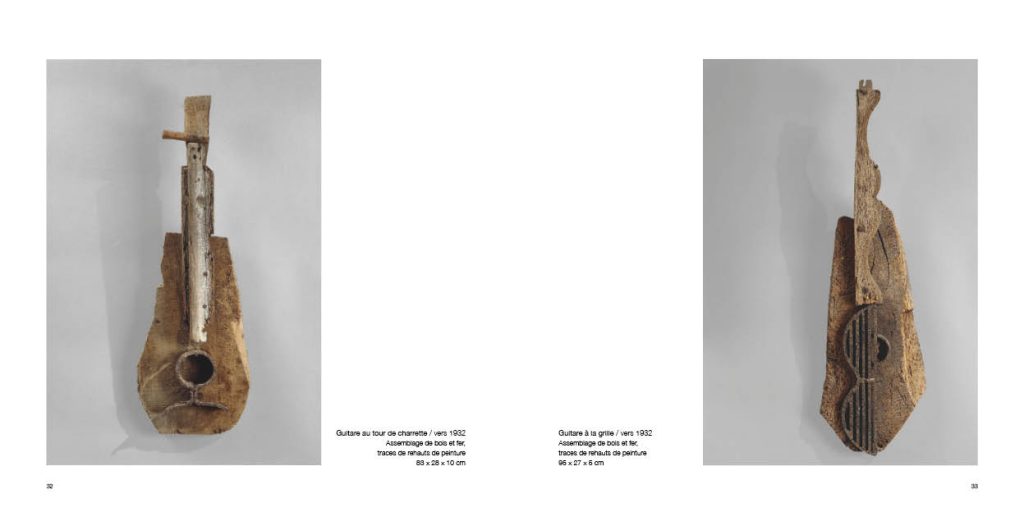 Guitare au tour de charrette / vers 1932
Assemblage de bois et fer,
traces de rehauts de peinture
83 x 28 x 10 cm
Guitare à la grille / vers 1932
Assemblage de bois et fer,
traces de rehauts de peinture
96 x 27 x 6 cm
32
33